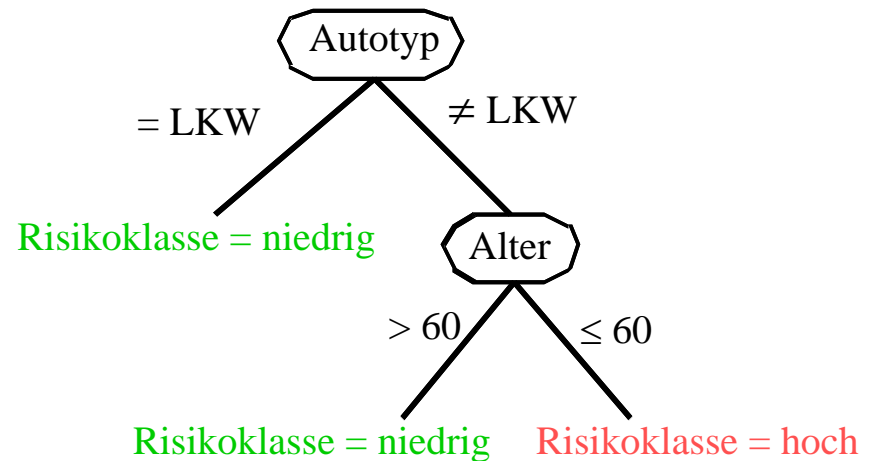 Autotyp
= LKW
≠ LKW
Risikoklasse = niedrig
Alter
> 60
≤ 60
Risikoklasse = niedrig
Risikoklasse = hoch